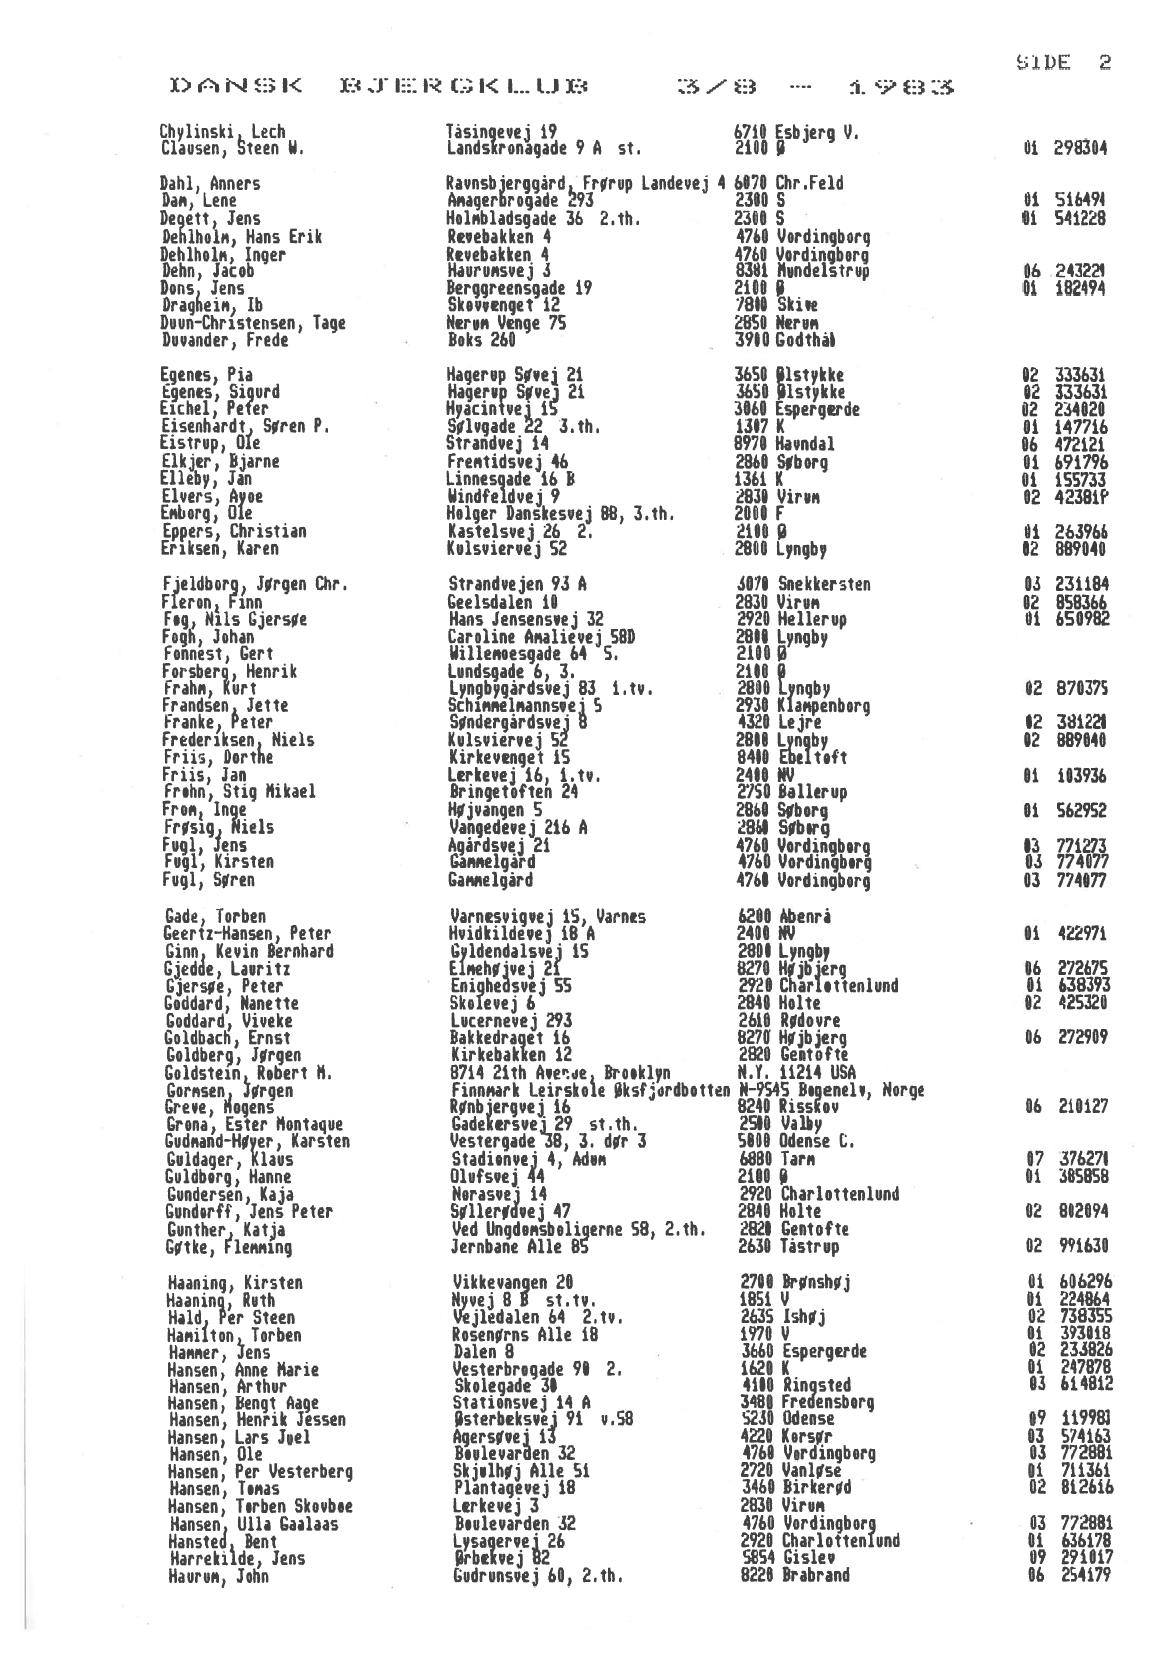 SIDE 2
DANSK BJERGKLUB 3/8 - 1983
Chylinski, Lech Tåsingevej 19 6710 Esbjerg V.
Clausen, Steen W. Landskronagade 9 A st. 2100 Ø 01 298304
Dahl, Anners Ravnsbjerggård, Frørup Landevej 4 6070 Chr.Feld
Dam, Lene Amagerbrogade 293 2300 S 01 516491
Degett, Jens Holmbladsgade 36 2.th. 2300 S 01 541228
Dehlholm, Hans Erik Revebakken 4 4760 Vordingborg
Dehlholm, Inger Revebakken 4 4760 Vordingborg
Dehn, Jacob Haurumsvej 3 8381 Mundelstrup 06 243221
Dons, Jens Berggreensgade 19 2100 Ø 01 182494
Dragheim, Ib Skovvenget 12 7800 Skive
Duun-Christensen, Tage Nerum Venge 75 2850 Nerum
Duvander, Frede Boks 260 3900 Godthål
Egenes, Pia Hagerup Søvej 21 3650 Ølstykke 02 333631
Egenes, Sigurd Hagerup Søvej 21 3650 Ølstykke 02 333631
Eichel, Peter Hyacintvej 15 3060 Espergerde 02 234020
Eisenhardt, Søren P. Sølvgade 22 3.th. 1307 K 01 147716
Eistrup, Ole Strandvej 14 8970 Havndal 06 472121
Elkjer, Bjarne Fremtidsvej 46 2860 Søborg 01 691796
Elleby, Jan Linnesgade 16 B 1361 K 01 155733
Elvers, Avoe Windfeldvej 9 2830 Virum 02 42381P
Emborg, Ole Holger Danskesvej 88, 3.th. 2000 F
Eppers, Christian Kastelsvej 26 2. 2100 Ø 01 263966
Eriksen, Karen Kulsviervej 52 2800 Lyngby 02 889040
Fjeldborg, Jørgen Chr. Strandvejen 93 A 3070 Snekkersten 03 231184
Fleron, Finn Geelsdalen 10 2830 Virum 02 858366
Fog, Nils Gjersøe Hans Jensensvej 32 2920 Hellerup 01 650982
Fogh, Johan Caroline Amalievej 58D 2800 Lyngby
Fonnest, Gert Willemoesgade 64 5. 2100 Ø
Forsberg, Henrik Lundsgade 6, 3. 2100 Ø
Frahm, Kurt Lyngbygårdsvej 83 1.tv. 2800 Lyngby 02 870375
Frandsen, Jette Schimmelmannsvej 5 2930 Klampenborg
Franke, Peter Søndergårdsvej 8 4320 Lejre 02 381221
Frederiksen, Niels Kulsviervej 52 2800 Lyngby 02 889040
Friis, Dorthe Kirkevenget 15 8400 Ebeltoft
Friis, Jan Lerkevej 16, 1.tv. 2400 NV 01 103936
Frohn, Stig Mikael Bringetoften 24 2750 Ballerup
From, Inge Højvangen 5 2860 Søborg 01 562952
Frøsig, Niels Vangedevej 216 A 2860 Søborg
Fugl, Jens Agårdsvej 21 4760 Vordingborg 03 771273
Fugl, Kirsten Gammelgård 4760 Vordingborg 03 774077
Fugl, Søren Gammelgård 4760 Vordingborg 03 774077
Gade, Torben Varnesvigvej 15, Varnes 6200 Abenrå
Geertz-Hansen, Peter Hvidkildevej 18 A 2400 NV 01 422971
Ginn, Kevin Bernhard Gyldendalsvej 15 2800 Lyngby
Gjedde, Lauritz Elmehøjvej 21 8270 Højbjerg 06 272675
Gjersøe, Peter Enighedsvej 55 2920 Charlottenlund 01 638393
Goddard, Nanette Skolevej 6 2840 Holte 02 425320
Goddard, Viveke Lucernevej 293 2610 Rødovre
Goldbach, Ernst Bakkedraget 16 8270 Højbjerg 06 272909
Goldberg, Jørgen Kirkebakken 12 2820 Gentofte
Goldstein, Robert M. 8714 21th Avenue, Brooklyn N.Y. 11214 USA
Gormsen, Jørgen Finnmark Leirskole Øksfjordbotten N-9545 Bogenelv, Norge
Greve, Mogens Rønbjergvej 16 8240 Risskov 06 210127
Grona, Ester Montaque Gadekersvej 29 st.th. 2500 Valby
Gudmand-Høyer, Karsten Vestergade 38, 3. dør 3 5000 Odense C.
Guldager, Klaus Stadionvej 4, Adum 6880 Tarm 07 376271
Guldborg, Hanne Olufsvej 44 2100 Ø 01 385858
Gundersen, Kaja Norasvej 14 2920 Charlottenlund
Gundorff, Jens Peter Søllerødvej 47 2840 Holte 02 802094
Gunther, Katja Ved Ungdomsboligerne 58, 2.th. 2820 Gentofte
Gøtke, Flemming Jernbane Alle 85 2630 Tåstrup 02 991630
Haaning, Kirsten Vikkevangen 20 2700 Brønshøj 01 606296
Haaning, Ruth Nyvej 8 B st.tv. 1851 V 01 224864
Hald, Per Steen Vejledalen 64 2.tv. 2635 Ishøj 02 738355
Hamilton, Torben Rosenørns Alle 18 1970 V 01 393018
Hammer, Jens Dalen 8 3660 Espergerde 02 233826
Hansen, Anne Marie Vesterbrogade 90 2. 1620 K 01 247878
Hansen, Arthur Skolegade 30 4100 Ringsted 03 614812
Hansen, Bengt Aage Stationsvej 14 A 3480 Fredensborg
Hansen, Henrik Jessen Østerbeksvej 91 v.58 5230 Odense 09 119981
Hansen, Lars Juel Agersøvej 13 4220 Korsør 03 574163
Hansen, Ole Boulevarden 32 4760 Vordingborg 03 772881
Hansen, Per Vesterberg Skjølhøj Alle 51 2720 Vanløse 01 711361
Hansen, Tomas Plantagevej 18 3460 Birkerød 02 812616
Hansen, Torben Skovboe Lerkevej 3 2830 Virum
Hansen, Ulla Gaalaas Boulevarden 32 4760 Vordingborg 03 772881
Hansted, Bent Lysagervej 26 2920 Charlottenlund 01 636178
Harrekilde, Jens Ørbekvej 82 5854 Gislev 09 291017
Haurum, John Gudrunsvej 60, 2.th. 8220 Brabrand 06 254179